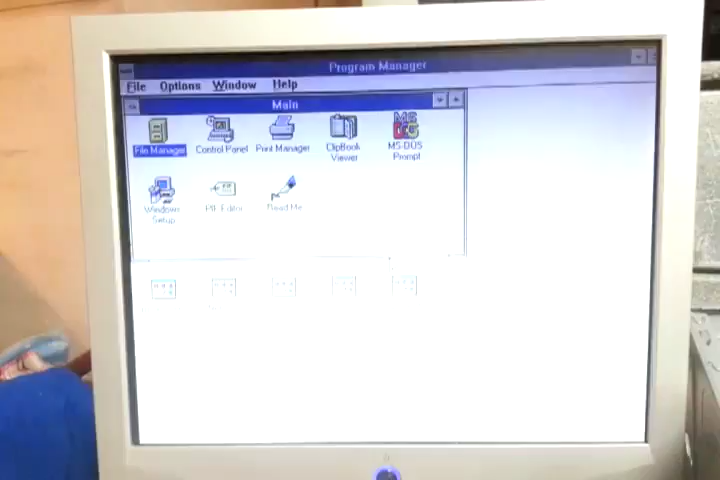 Program Manager
File Options Window Help
Main
File Manager Control Panel Print Manager ClipBook Viewer MS-DOS Prompt
Windows Setup PIF Editor Read Me